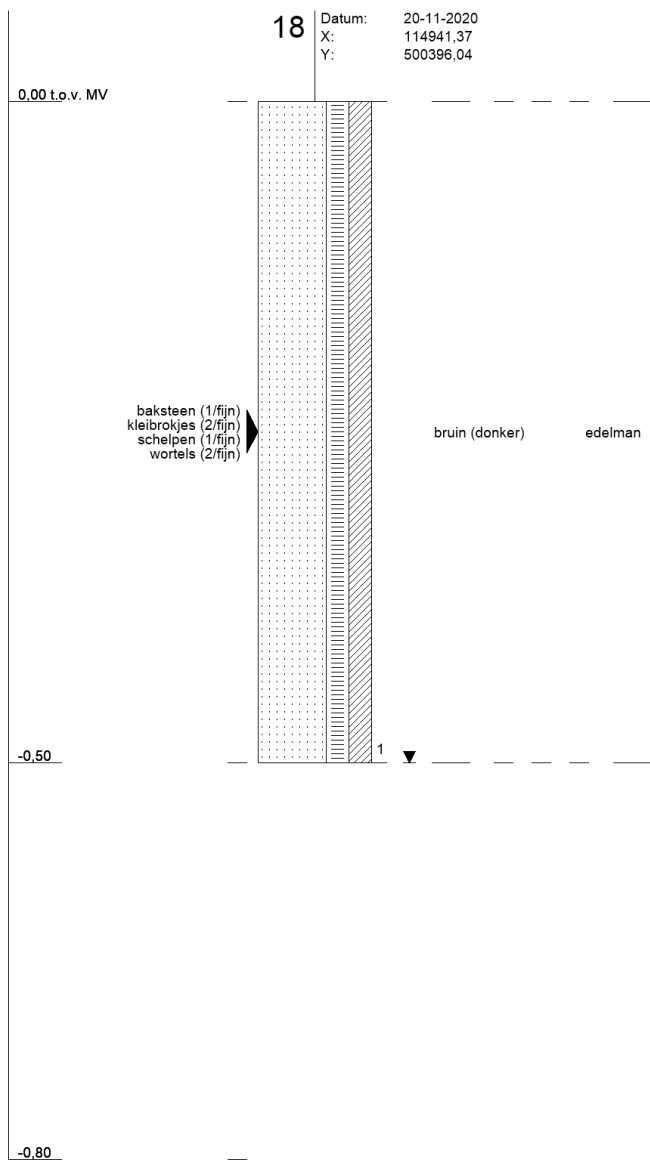 18
Datum: 20-11-2020
X: 114941,37
Y: 500396,04
0,00 t.o.v. MV
baksteen (1/fijn)
kleibrokjes (2/fijn)
schelpen (1/fijn)
wortels (2/fijn)
bruin (donker) edelman
1
-0,50
-0,80